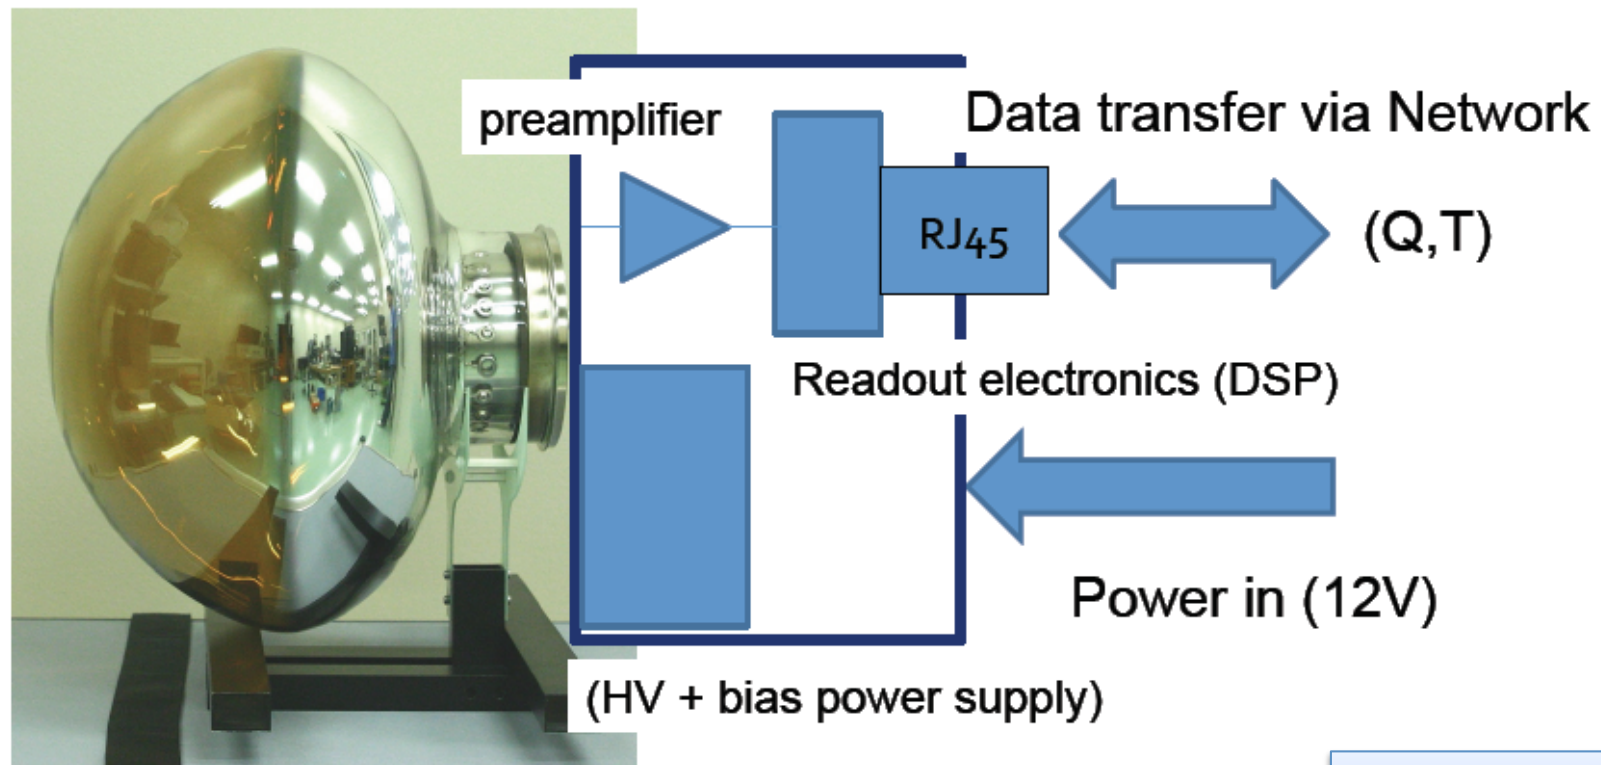 preamplifier
Data transfer via Network
RJ45
(Q,T)
Readout electronics (DSP)
Power in (12V)
(HV + bias power supply)